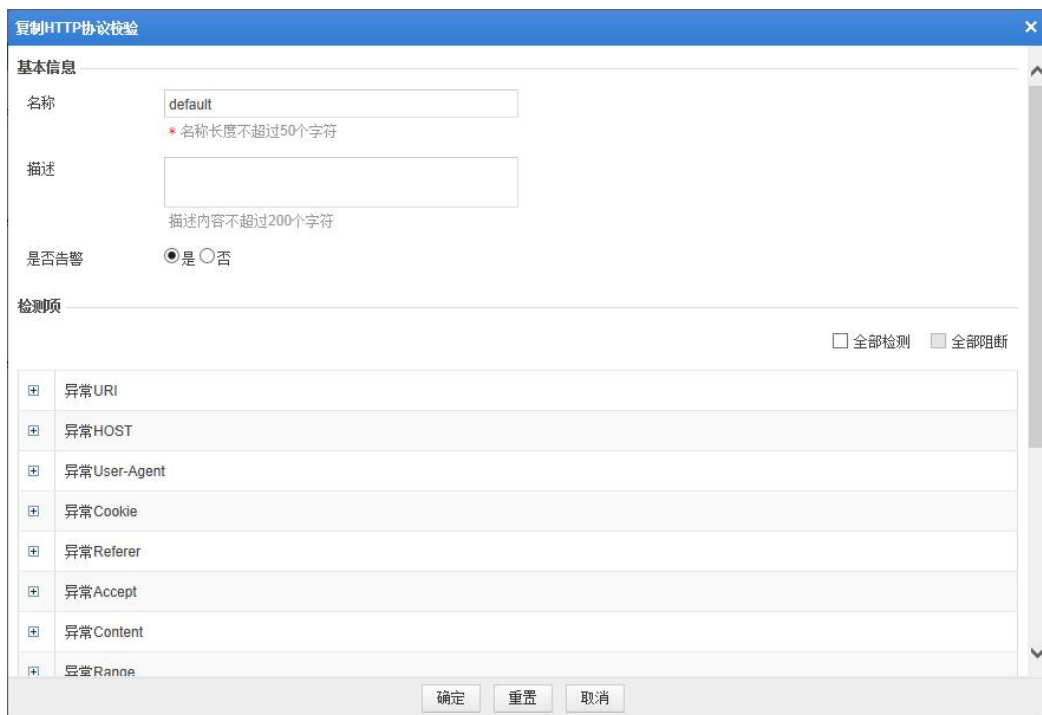 复制HTTP协议校验
基本信息
名称 default
* 名称长度不超过50个字符
描述
描述内容不超过200个字符
是否告警 是 否
检测项
全部检测 全部阻断
异常URI
异常HOST
异常User-Agent
异常Cookie
异常Referer
异常Accept
异常Content
异常Range
确定 重置 取消